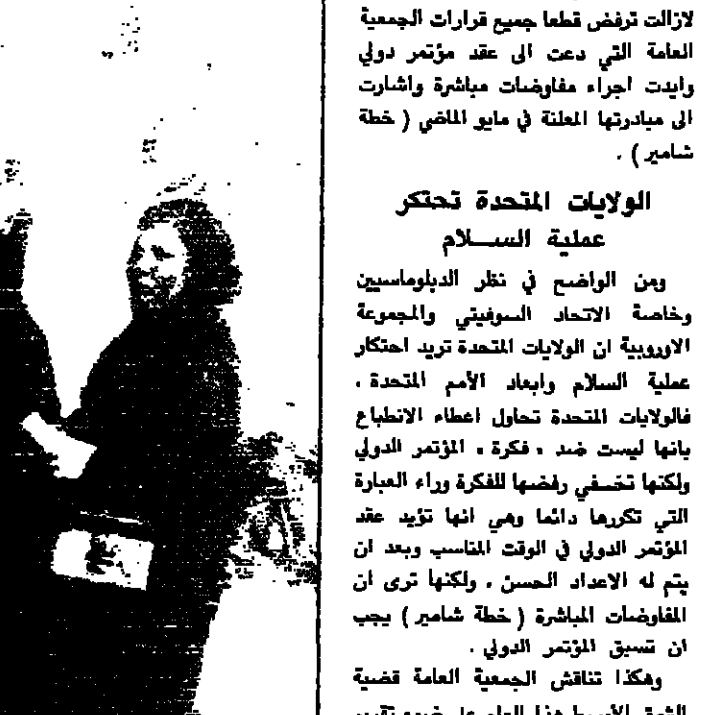 لازالت ترفض قطعا جميع قرارات الجمعية
العامة التي دعت الى عقد مؤتمر دولي
وايدت اجراء مفاوضات مباشرة واشارت
الى مبادرتها المعلنة في مايو الماضي ( خطة
شامير ) .
الولايات المتحدة تحتكر
عملية الســلام
ومن الواضح في نظر الدبلوماسيين
وخاصة الاتحاد السوفيتي والمجموعة
الاوروبية ان الولايات المتحدة تريد احتكار
عملية السلام وابعاد الأمم المتحدة .
فالولايات المتحدة تحاول اعطاء الانطباع
بانها ليست ضد « فكرة » المؤتمر الدولي
ولكنها تخفي رفضها للفكرة وراء العبارة
التي تكررها دائما وهي انها تؤيد عقد
المؤتمر الدولي في الوقت المناسب وبعد ان
يتم له الاعداد الحسن . ولكنها ترى ان
المفاوضات المباشرة ( خطة شامير ) يجب
ان تسبق المؤتمر الدولي .
وهكذا تناقش الجمعية العامة قضية